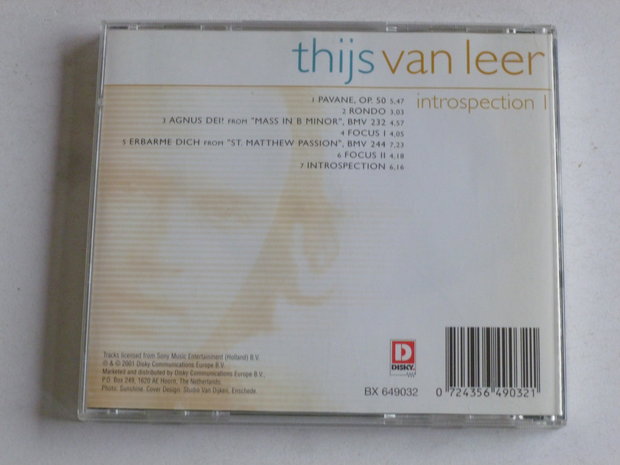 thijs van leer
introspection I
1 PAVANE, OP. 50 5,47
2 RONDO 3,03
3 AGNUS DEI? FROM "MASS IN B MINOR", BMV 232 4,57
4 FOCUS I 4,05
5 ERBARME DICH FROM "ST. MATTHEW PASSION", BMV 244 7,23
6 FOCUS II 4,18
7 INTROSPECTION 6,16
Tracks licensed from Sony Music Entertainment (Holland) B.V.
℗ & © 2001 Disky Communications Europe B.V.
Marketed and distributed by Disky Communications Europe B.V.
P.O. Box 249, 1620 AE Hoorn, The Netherlands.
Photo: Sunshine. Cover Design: Studio Van Dijken, Enschede.
D
DISKY
BX 649032
0 724356 490321